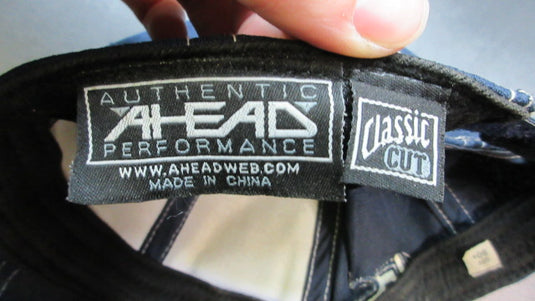 AUTHENTIC
AHEAD
PERFORMANCE
WWW.AHEADWEB.COM
MADE IN CHINA
Classic
CUT